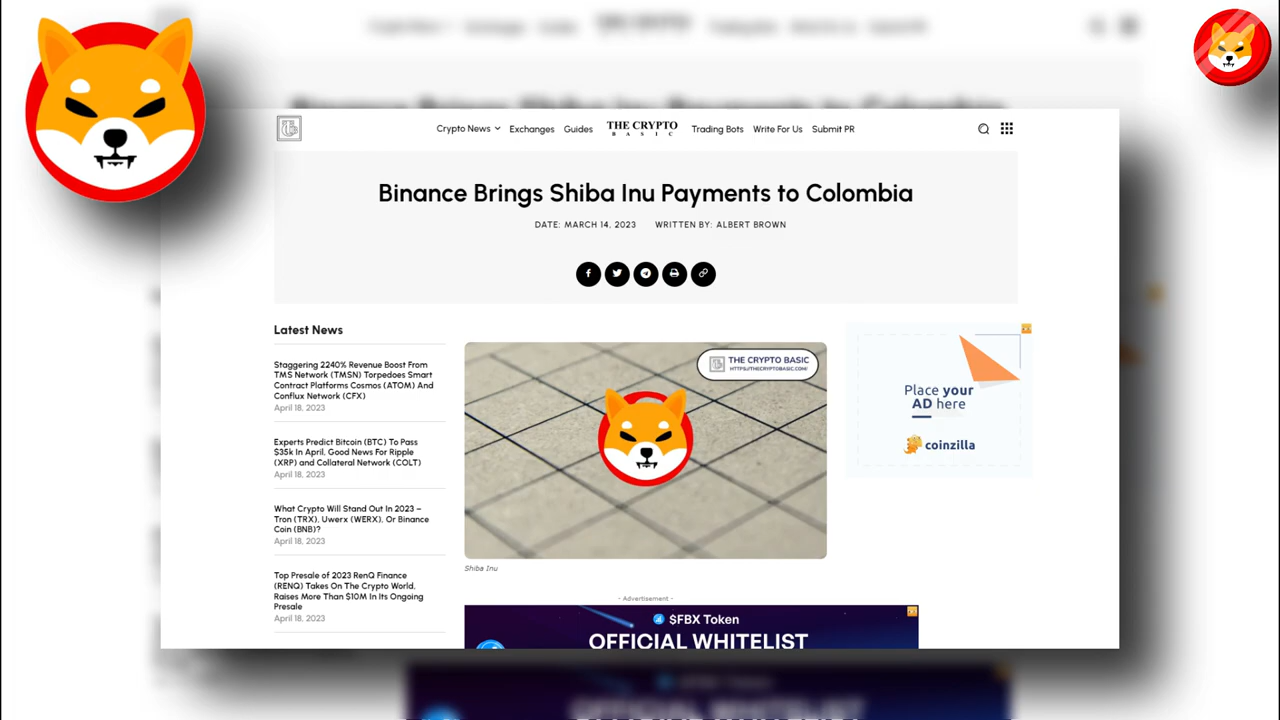 Crypto News
Exchanges
Guides
THE CRYPTO
BASIC
Trading Bots
Write For Us
Submit PR
Binance Brings Shiba Inu Payments to Colombia
DATE: MARCH 14, 2023 WRITTEN BY: ALBERT BROWN
Latest News
Staggering 2240% Revenue Boost From
TMS Network (TMSN) Torpedoes Smart
Contract Platforms Cosmos (ATOM) And
Conflux Network (CFX)
April 18, 2023
Experts Predict Bitcoin (BTC) To Pass
$35k In April, Good News For Ripple
(XRP) and Collateral Network (COLT)
April 18, 2023
What Crypto Will Stand Out In 2023 –
Tron (TRX), Uwerx (WERX), Or Binance
Coin (BNB)?
April 18, 2023
Top Presale of 2023 RenQ Finance
(RENQ) Takes On The Crypto World,
Raises More Than $10M In Its Ongoing
Presale
April 18, 2023
THE CRYPTO BASIC
HTTPS://THECRYPTOBASIC.COM/
Shiba Inu
- Advertisement -
$FBX Token
OFFICIAL WHITELIST
Place your
AD here
coinzilla